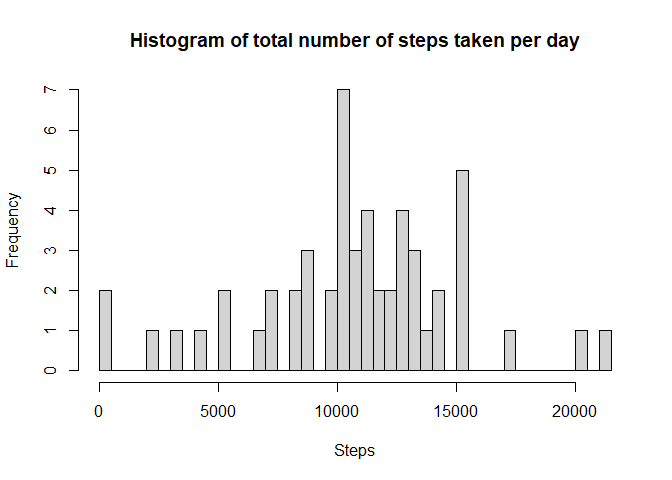 Histogram of total number of steps taken per day
Frequency
7
6
5
4
3
2
1
0
0 5000 10000 15000 20000
Steps